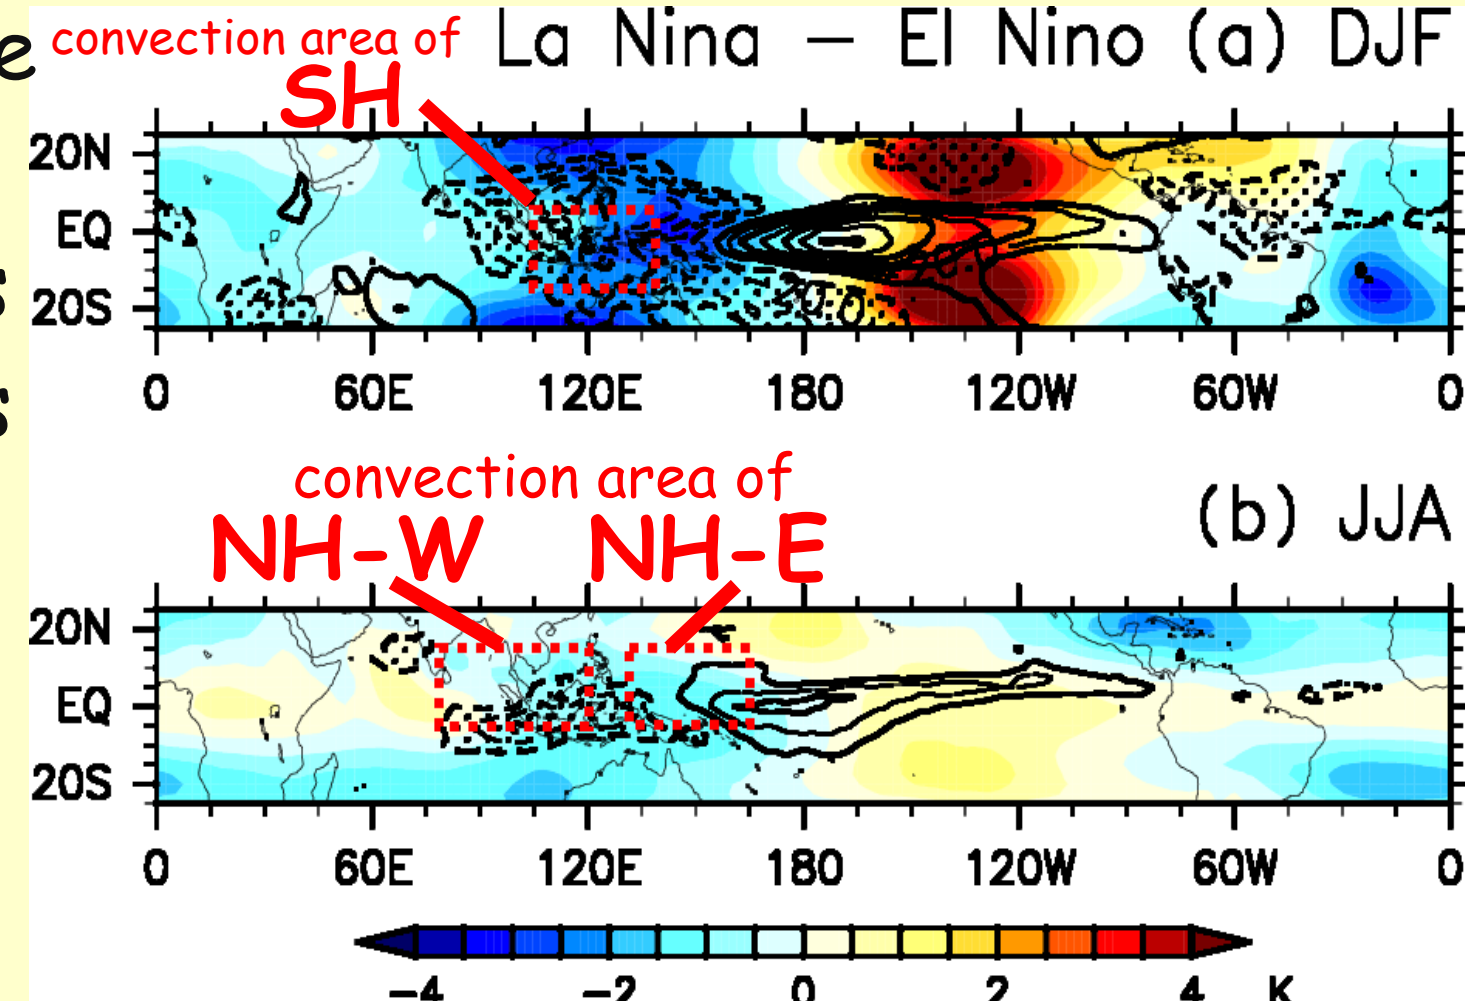 convection area of
SH
La Nina – El Nino (a) DJF
20N
EQ
20S
0 60E 120E 180 120W 60W 0
convection area of
NH-W NH-E
(b) JJA
20N
EQ
20S
0 60E 120E 180 120W 60W 0
-4 -2 0 2 4 K